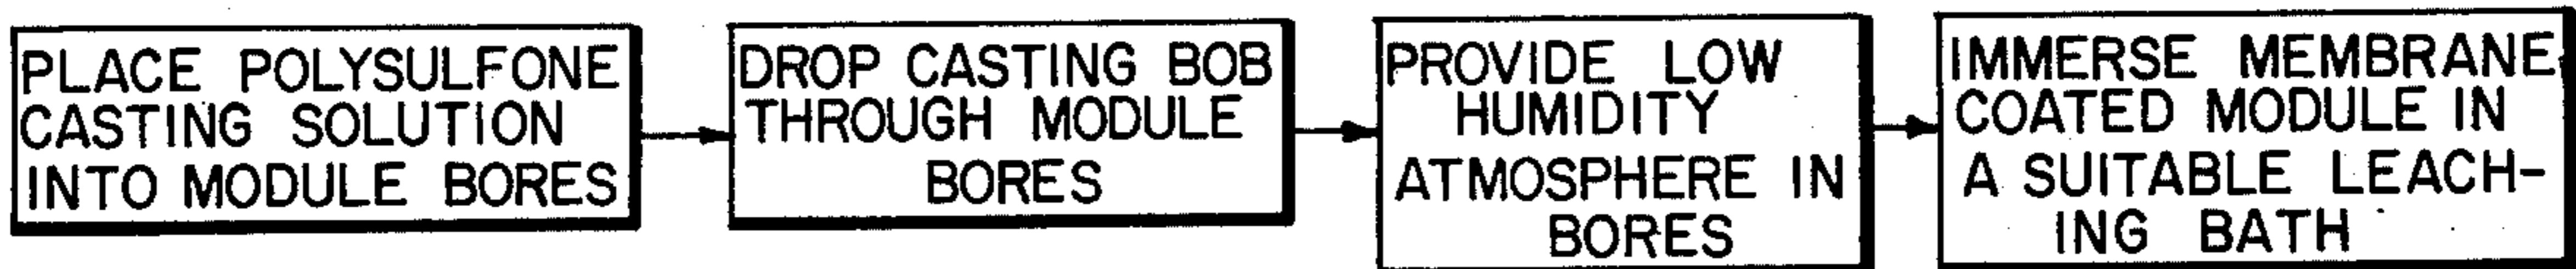 PLACE POLYSULFONE
CASTING SOLUTION
INTO MODULE BORES
DROP CASTING BOB
THROUGH MODULE
BORES
PROVIDE LOW
HUMIDITY
ATMOSPHERE IN
BORES
IMMERSE MEMBRANE
COATED MODULE IN
A SUITABLE LEACH-
ING BATH